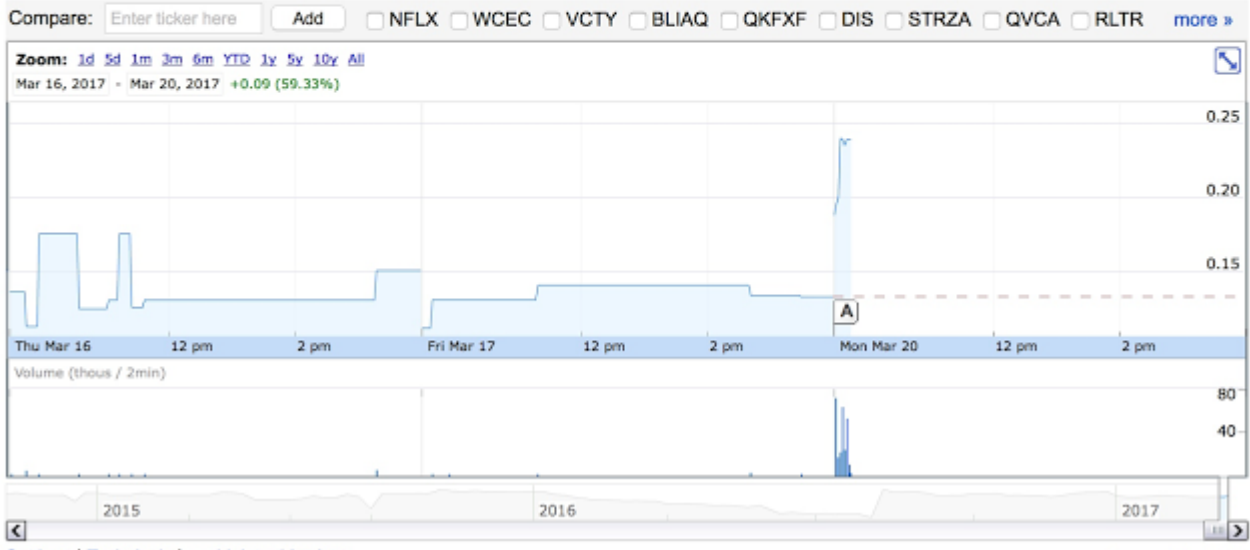 Compare: Enter ticker here Add NFLX WCEC VCTY BLIAQ QKFXF DIS STRZA QVCA RLTR more »
Zoom: 1d 5d 1m 3m 6m YTD 1y 5y 10y All
Mar 16, 2017 - Mar 20, 2017 +0.09 (59.33%)
0.25
0.20
0.15
A
Thu Mar 16 12 pm 2 pm Fri Mar 17 12 pm 2 pm Mon Mar 20 12 pm 2 pm
Volume (thous / 2min)
80
40
2015 2016 2017